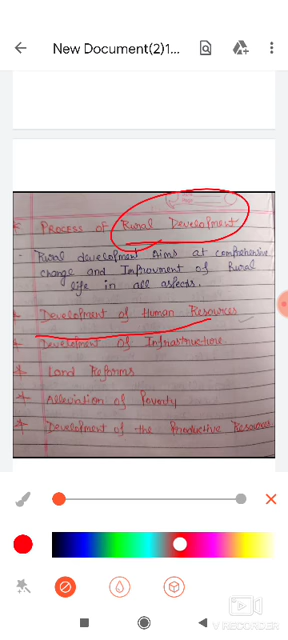 New Document(2)1...
* PROCESS OF Rural Development
- Rural development Aims at comprehensive
change and Improvment of Rural
life in all aspects.
* Development of Human Resources
* Development of Infrastructure
* Land Reforms
* Alleviation of Poverty
* Development of the Productive Resources
V RECORDER